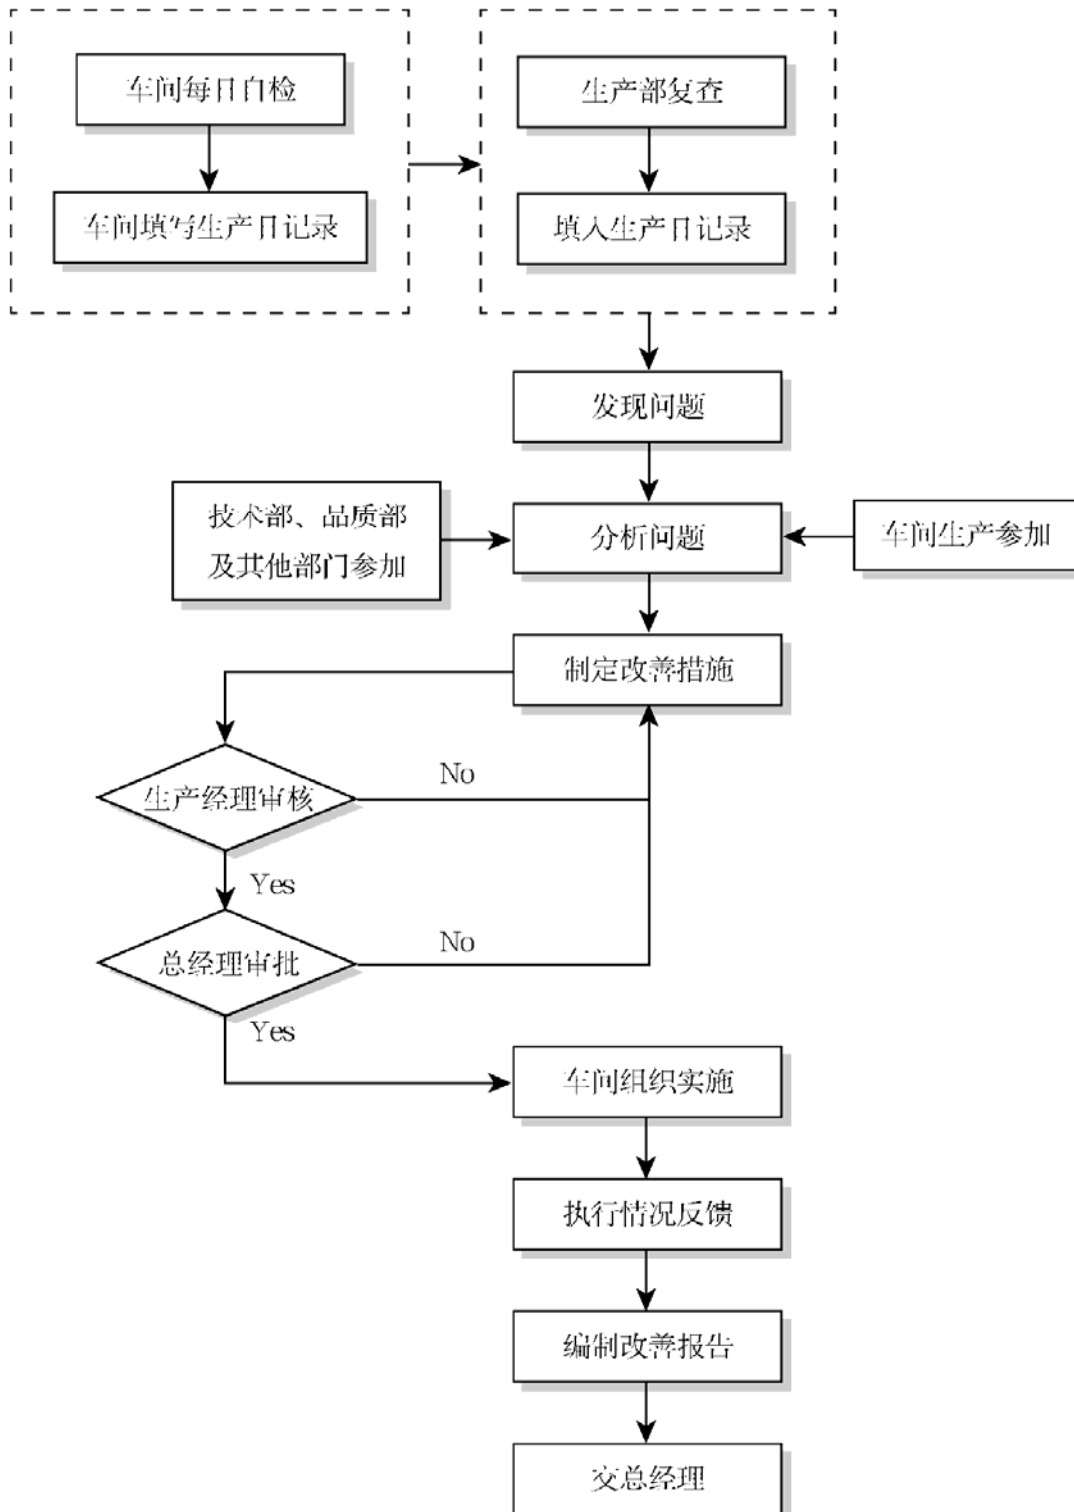 车间每日自检
生产部复查
车间填写生产日记录
填入生产日记录
发现问题
技术部、品质部
及其他部门参加
分析问题
车间生产参加
制定改善措施
No
生产经理审核
Yes
No
总经理审批
Yes
车间组织实施
执行情况反馈
编制改善报告
交总经理